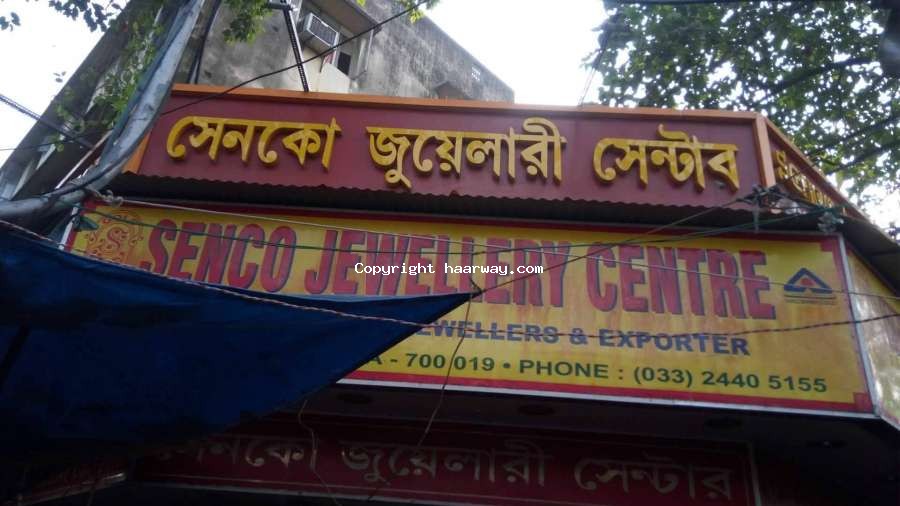 সেনকো জুয়েলারী সেন্টার
SENCO JEWELLERY CENTRE
Copyright haarway.com
JEWELLERS & EXPORTER
- 700 019 • PHONE : (033) 2440 5155
সেনকো জুয়েলারী সেন্টার